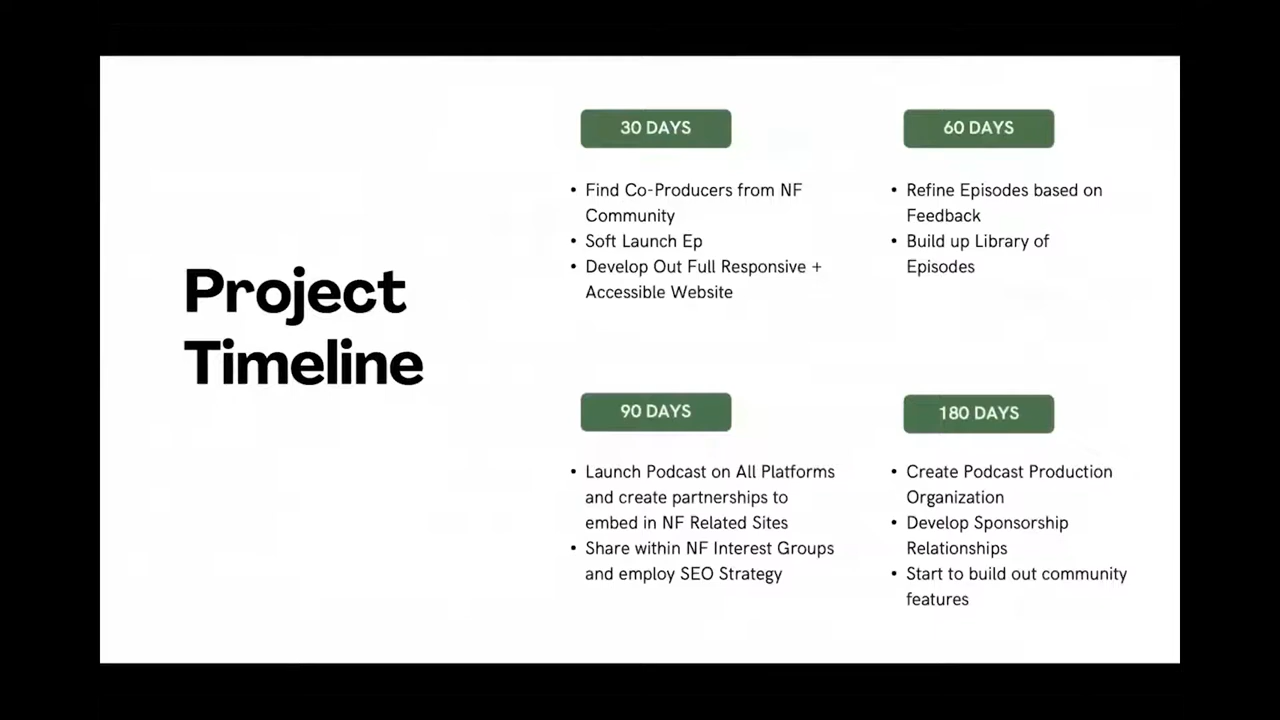 Project
Timeline
30 DAYS
• Find Co-Producers from NF
Community
• Soft Launch Ep
• Develop Out Full Responsive +
Accessible Website
60 DAYS
• Refine Episodes based on
Feedback
• Build up Library of
Episodes
90 DAYS
• Launch Podcast on All Platforms
and create partnerships to
embed in NF Related Sites
• Share within NF Interest Groups
and employ SEO Strategy
180 DAYS
• Create Podcast Production
Organization
• Develop Sponsorship
Relationships
• Start to build out community
features